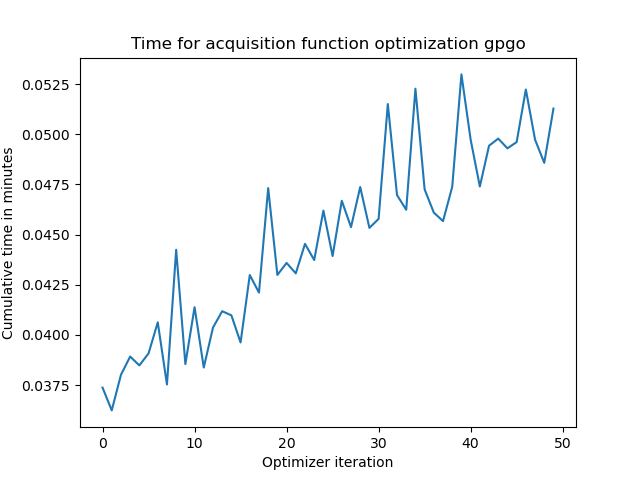 Time for acquisition function optimization gpgo
Cumulative time in minutes
0.0525
0.0500
0.0475
0.0450
0.0425
0.0400
0.0375
0 10 20 30 40 50
Optimizer iteration